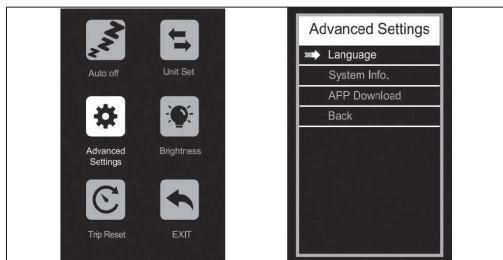 Auto off
Unit Set
Advanced
Settings
Brightness
Trip Reset
EXIT
Advanced Settings
Language
System Info.
APP Download
Back